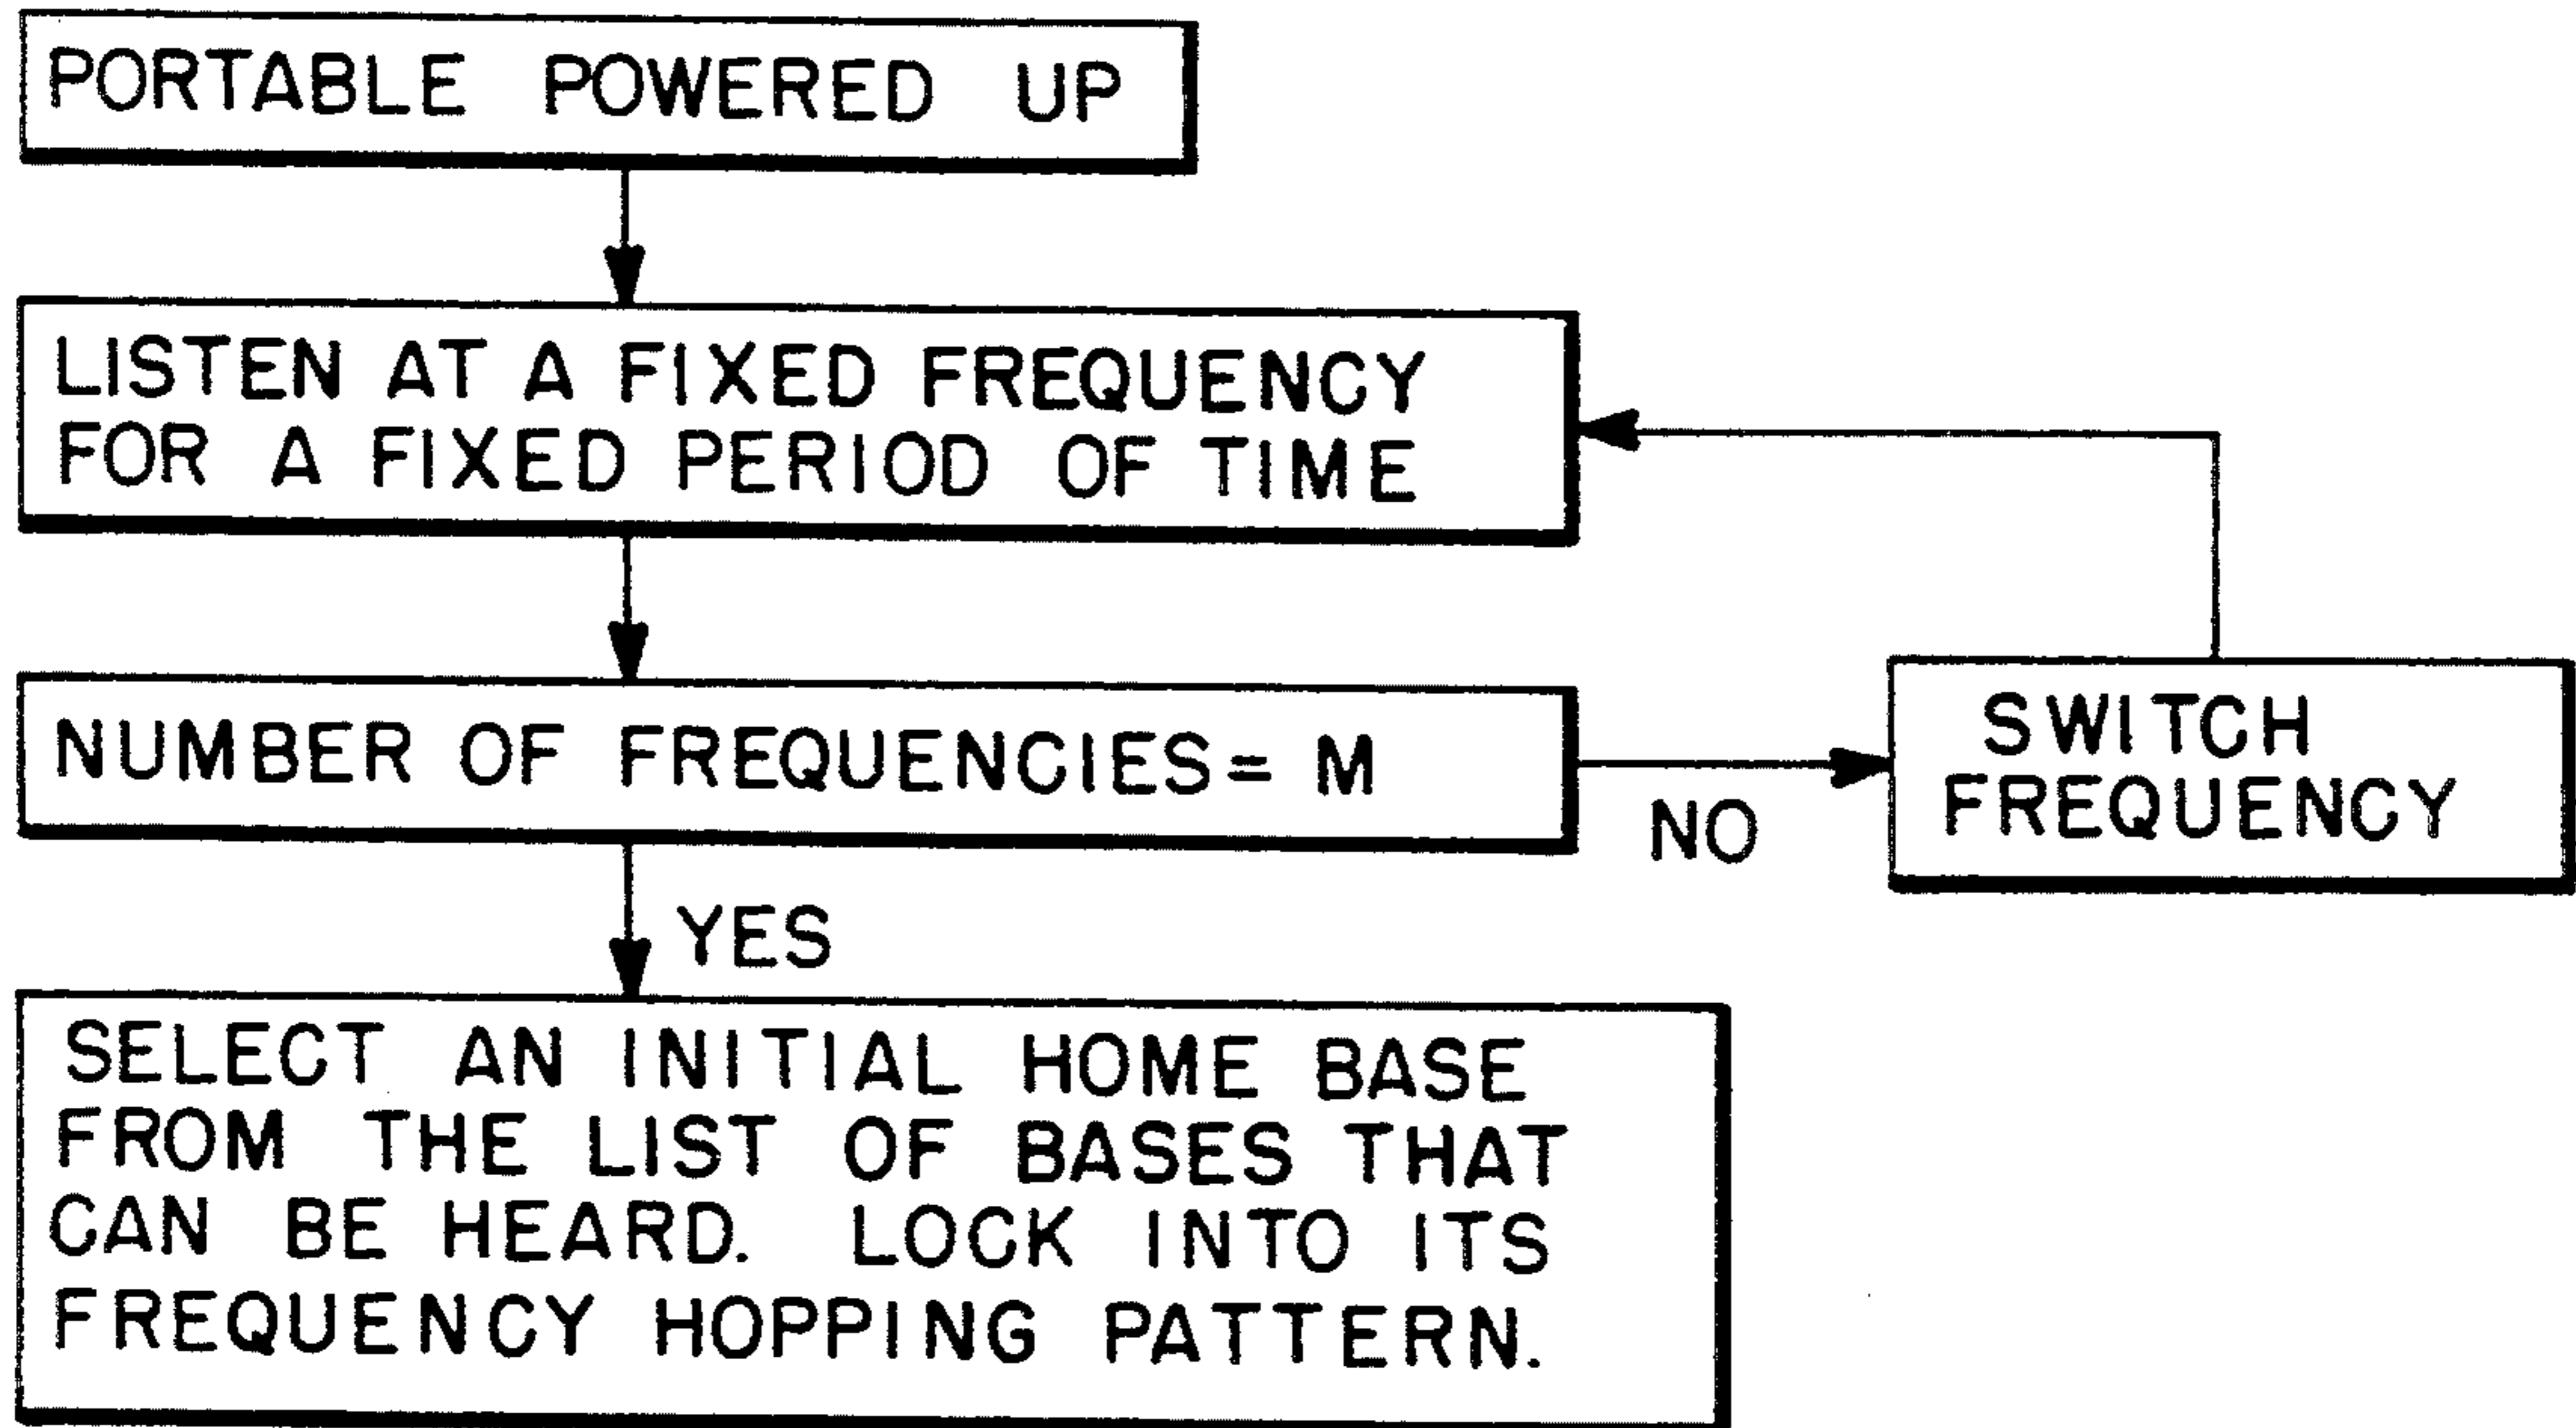 PORTABLE POWERED UP
LISTEN AT A FIXED FREQUENCY
FOR A FIXED PERIOD OF TIME
NUMBER OF FREQUENCIES = M
NO
SWITCH
FREQUENCY
YES
SELECT AN INITIAL HOME BASE
FROM THE LIST OF BASES THAT
CAN BE HEARD. LOCK INTO ITS
FREQUENCY HOPPING PATTERN.